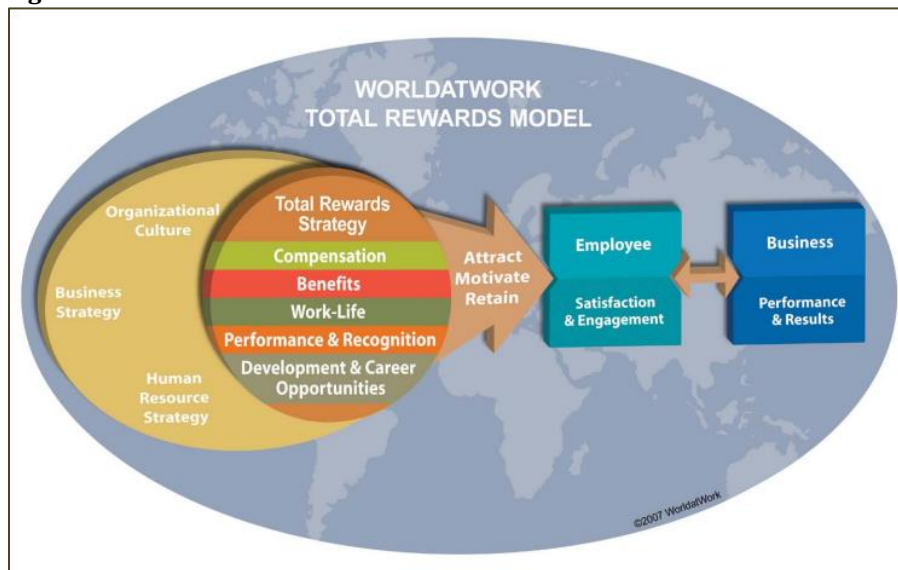 WORLDATWORK
TOTAL REWARDS MODEL
Organizational
Culture
Business
Strategy
Human
Resource
Strategy
Total Rewards
Strategy
Compensation
Benefits
Work-Life
Performance & Recognition
Development & Career
Opportunities
Attract
Motivate
Retain
Employee
Satisfaction
& Engagement
Business
Performance
& Results
©2007 WorldatWork